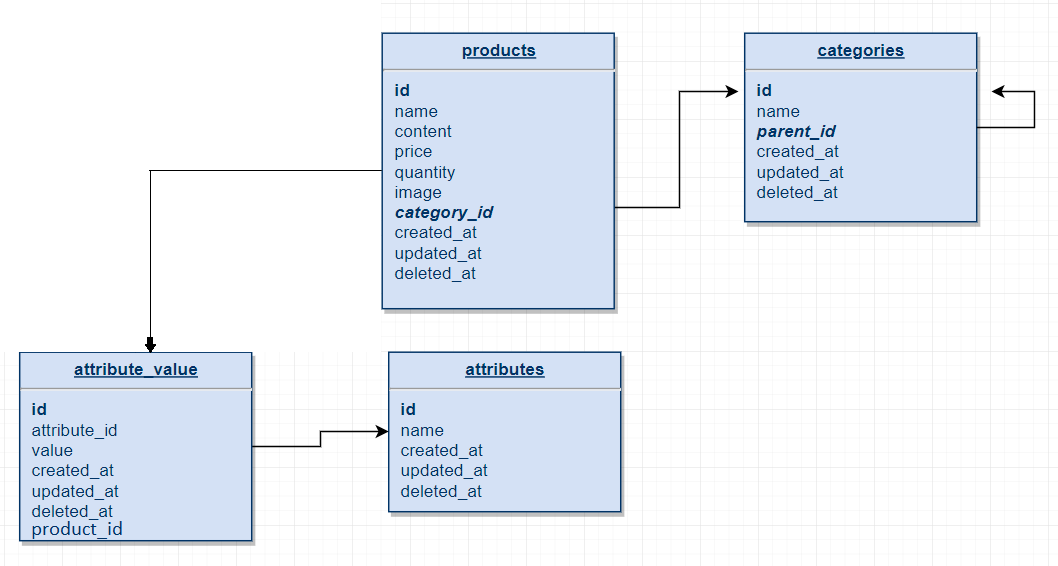 products
id
name
content
price
quantity
image
category_id
created_at
updated_at
deleted_at
categories
id
name
parent_id
created_at
updated_at
deleted_at
attribute_value
id
attribute_id
value
created_at
updated_at
deleted_at
product_id
attributes
id
name
created_at
updated_at
deleted_at